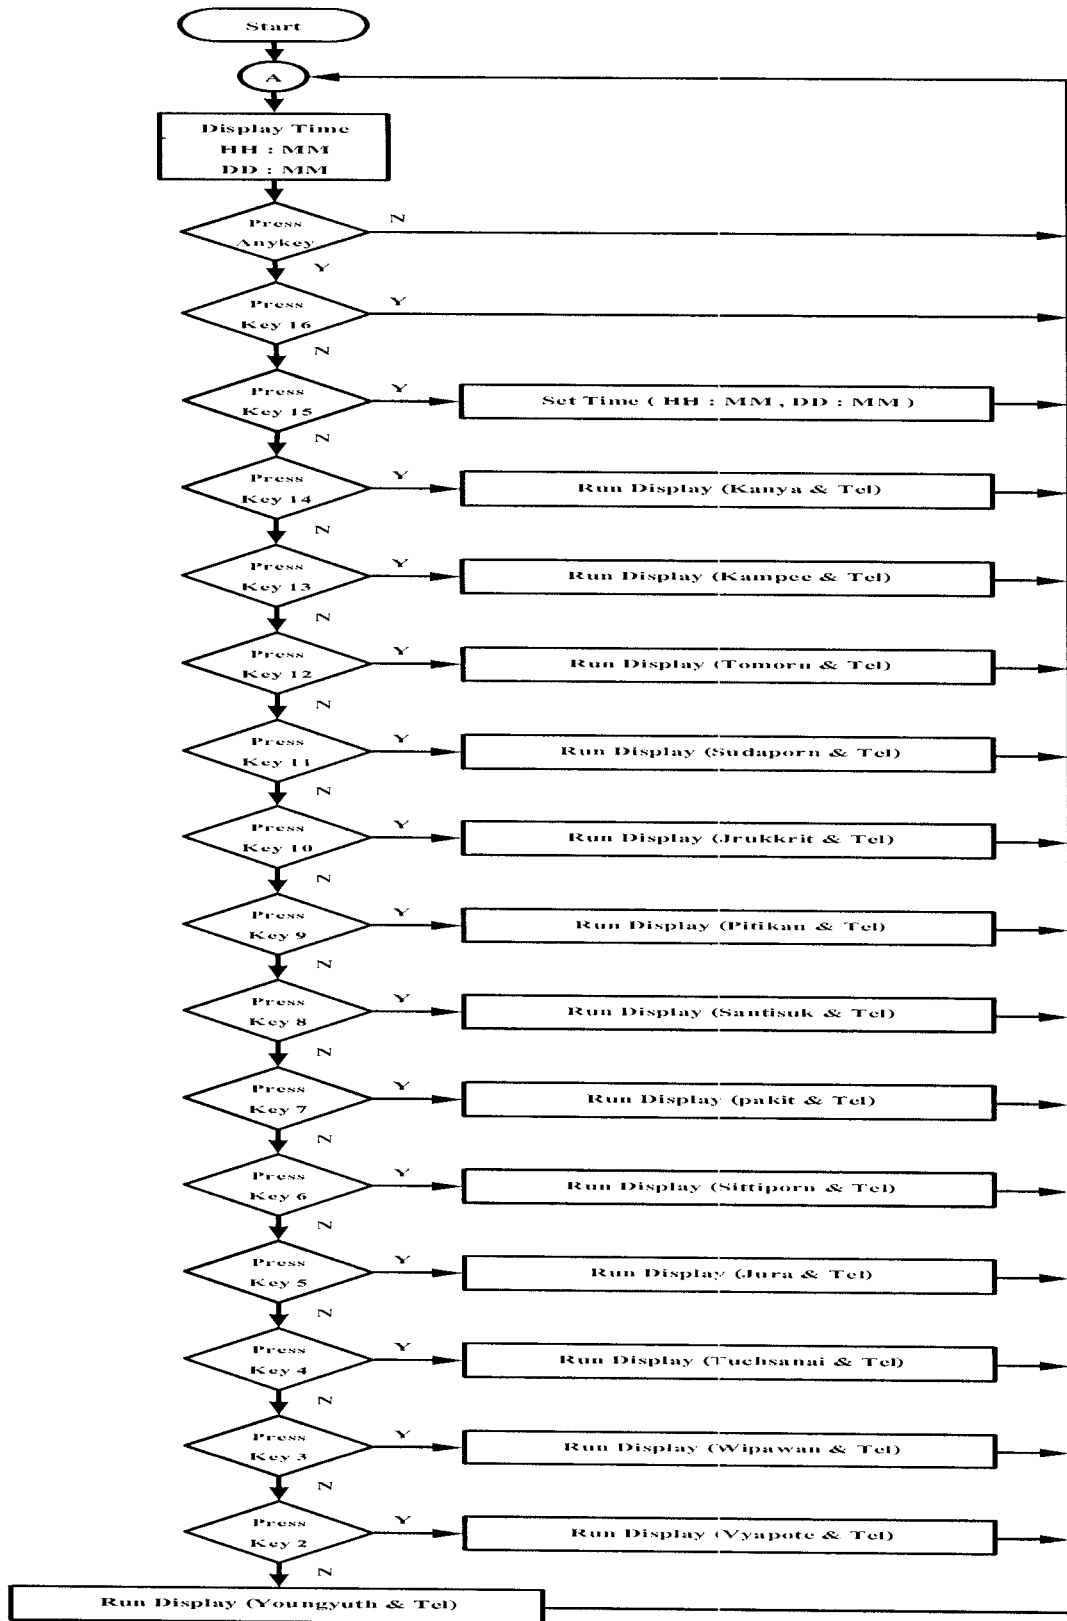 Start
A
Display Time
HH : MM
DD : MM
Press
Anykey
N
Y
Press
Key 16
Y
N
Press
Key 15
Y
Set Time ( HH : MM , DD : MM )
N
Press
Key 14
Y
Run Display (Kanya & Tel)
N
Press
Key 13
Y
Run Display (Kampee & Tel)
N
Press
Key 12
Y
Run Display (Tomorn & Tel)
N
Press
Key 11
Y
Run Display (Sudaporn & Tel)
N
Press
Key 10
Y
Run Display (Jrukkrit & Tel)
N
Press
Key 9
Y
Run Display (Pitikan & Tel)
N
Press
Key 8
Y
Run Display (Santisuk & Tel)
N
Press
Key 7
Y
Run Display (pakit & Tel)
N
Press
Key 6
Y
Run Display (Sittiporn & Tel)
N
Press
Key 5
Y
Run Display (Jura & Tel)
N
Press
Key 4
Y
Run Display (Tuchsanai & Tel)
N
Press
Key 3
Y
Run Display (Wipawan & Tel)
N
Press
Key 2
Y
Run Display (Vyapote & Tel)
N
Run Display (Youngyuth & Tel)